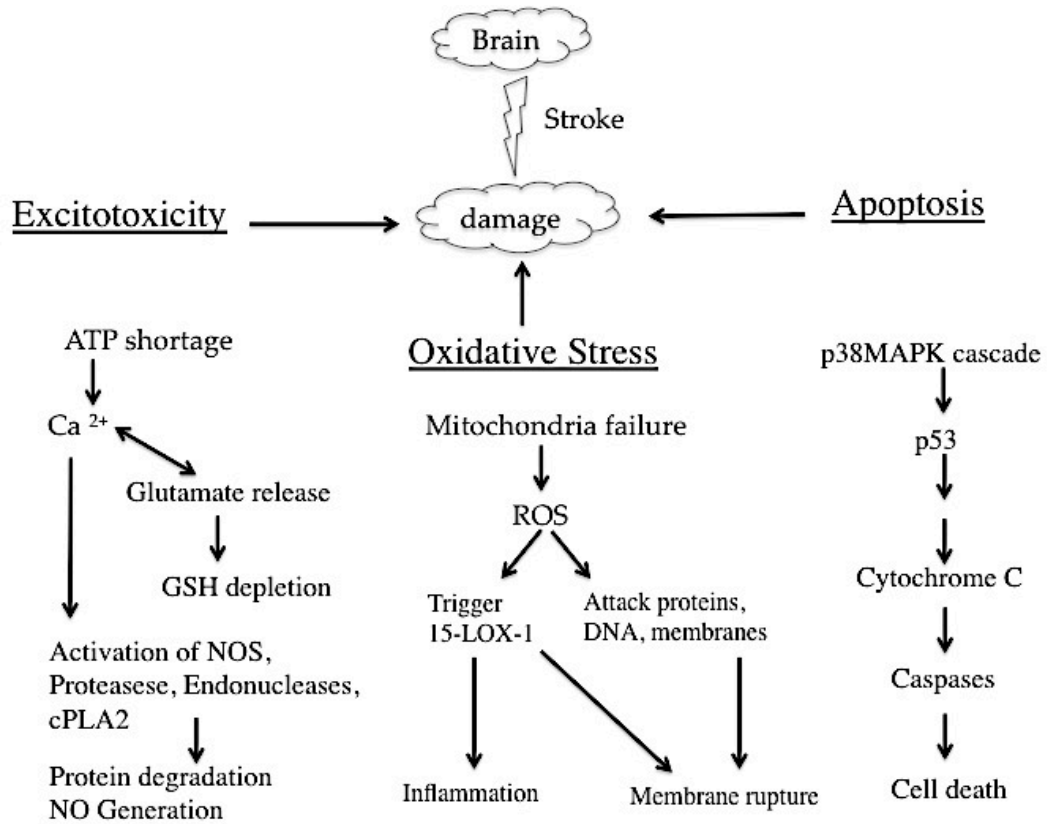 Brain
Stroke
damage
Excitotoxicity
Apoptosis
Oxidative Stress
ATP shortage
Ca 2+
Glutamate release
GSH depletion
Activation of NOS,
Proteasese, Endonucleases,
cPLA2
Protein degradation
NO Generation
Mitochondria failure
ROS
Trigger
15-LOX-1
Attack proteins,
DNA, membranes
Inflammation
Membrane rupture
p38MAPK cascade
p53
Cytochrome C
Caspases
Cell death